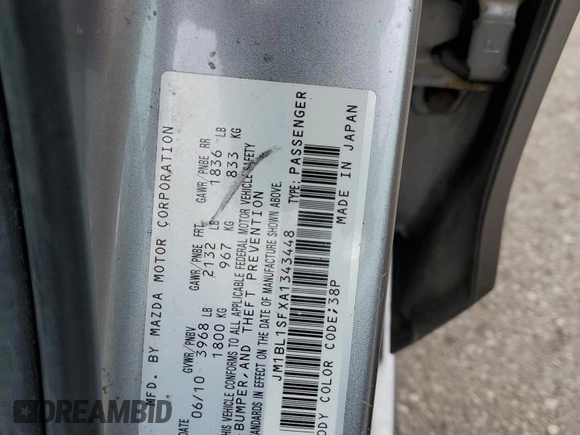 MFD. BY MAZDA MOTOR CORPORATION
DATE GVWR/PNBV GAWR/PNBE FRT GAWR/PNBE RR
06/10 3968 LB 2132 LB 1836 LB
1800 KG 967 KG 833 KG
THIS VEHICLE CONFORMS TO ALL APPLICABLE FEDERAL MOTOR VEHICLE SAFETY
BUMPER, AND THEFT PREVENTION
STANDARDS IN EFFECT ON THE DATE OF MANUFACTURE SHOWN ABOVE
JM1BL1SFXA1343448 TYPE: PASSENGER
BODY COLOR CODE; 38P MADE IN JAPAN
DREAMBID